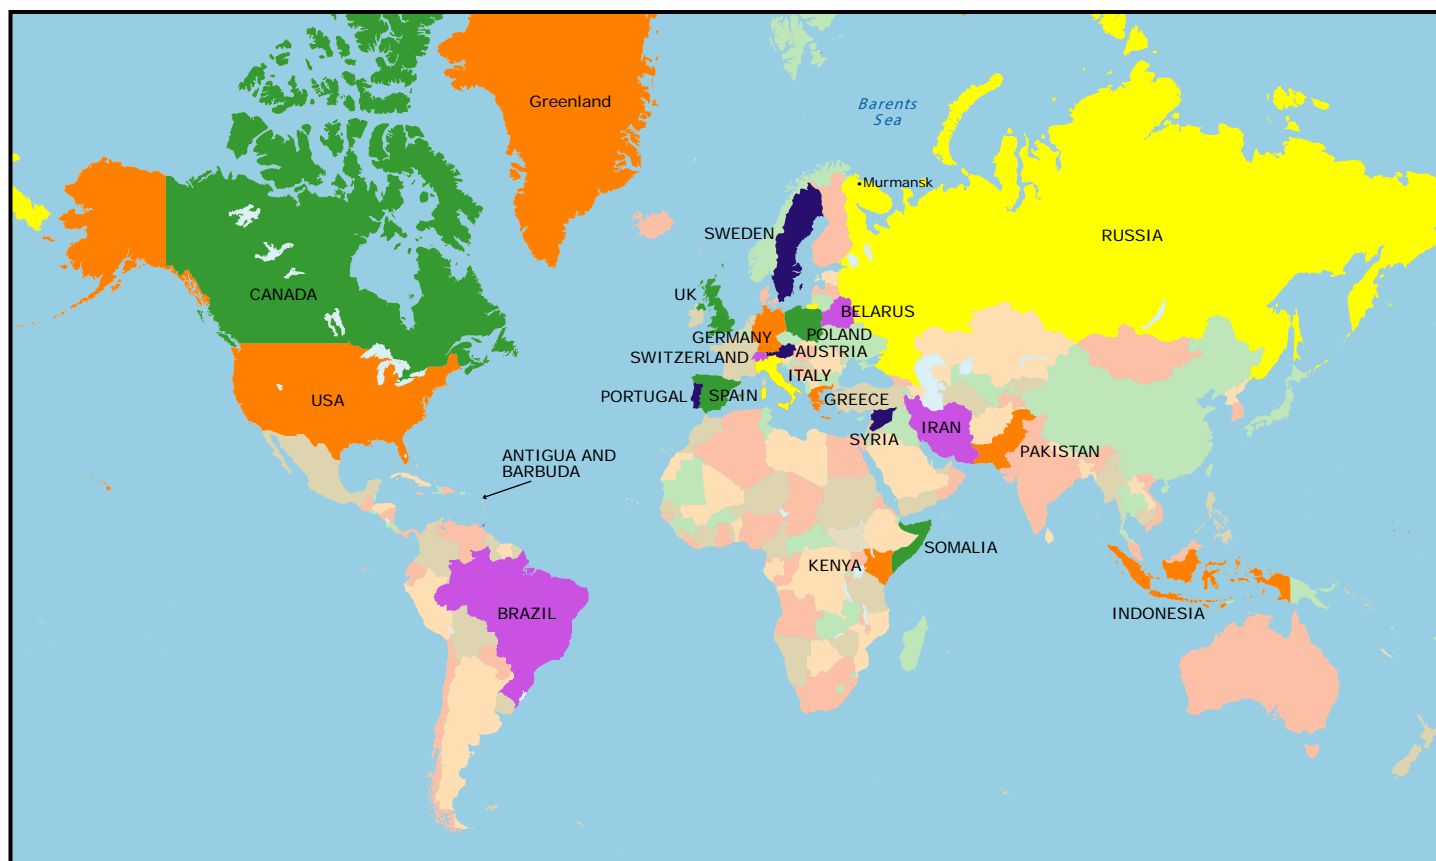 Greenland
Barents
Sea
Murmansk
SWEDEN
RUSSIA
CANADA
UK
BELARUS
GERMANY
POLAND
SWITZERLAND
AUSTRIA
ITALY
USA
PORTUGAL
SPAIN
GREECE
SYRIA
IRAN
PAKISTAN
ANTIGUA AND
BARBUDA
SOMALIA
KENYA
BRAZIL
INDONESIA